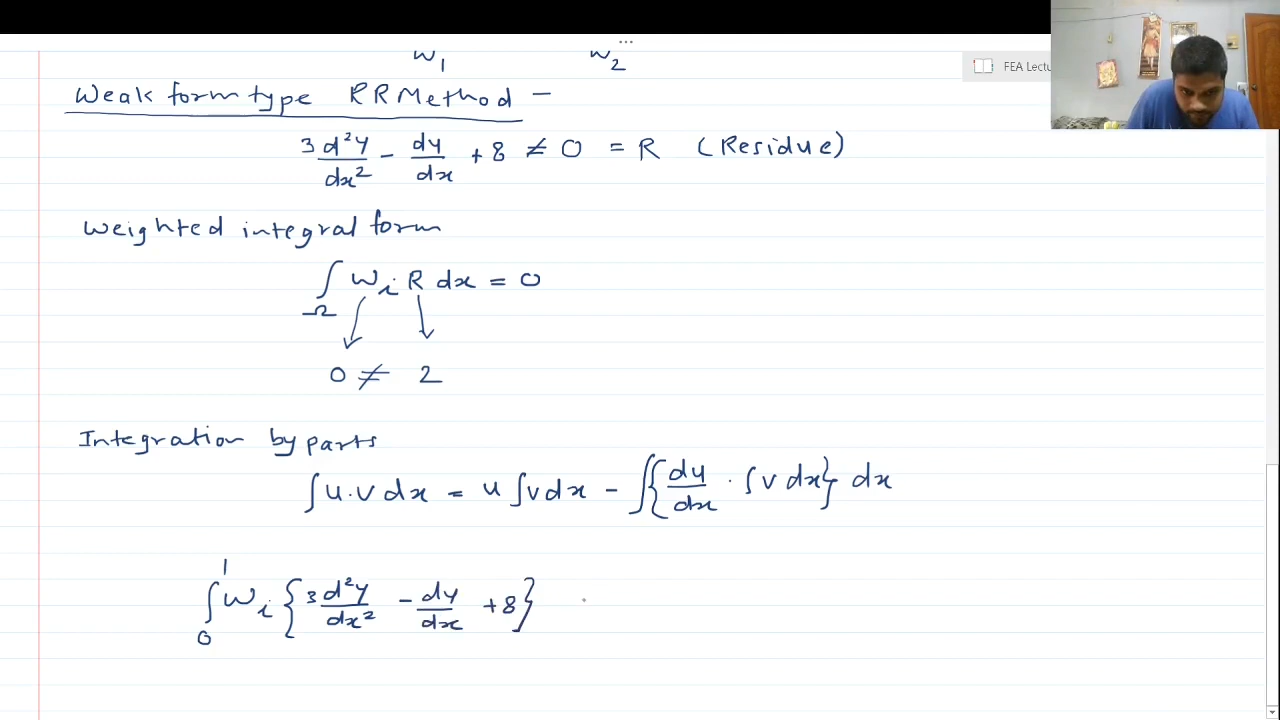 w₁ w₂
FEA Lectu
Weak form type RR Method –
3 d²y/dx² - dy/dx + 8 ≠ 0 = R (Residue)
Weighted integral form
∫_Ω wᵢ R dx = 0
0 ≠ 2
Integration by parts
∫u·v dx = u ∫v dx - ∫{du/dx · ∫v dx} dx
∫₀¹ wᵢ {3 d²y/dx² - dy/dx + 8}